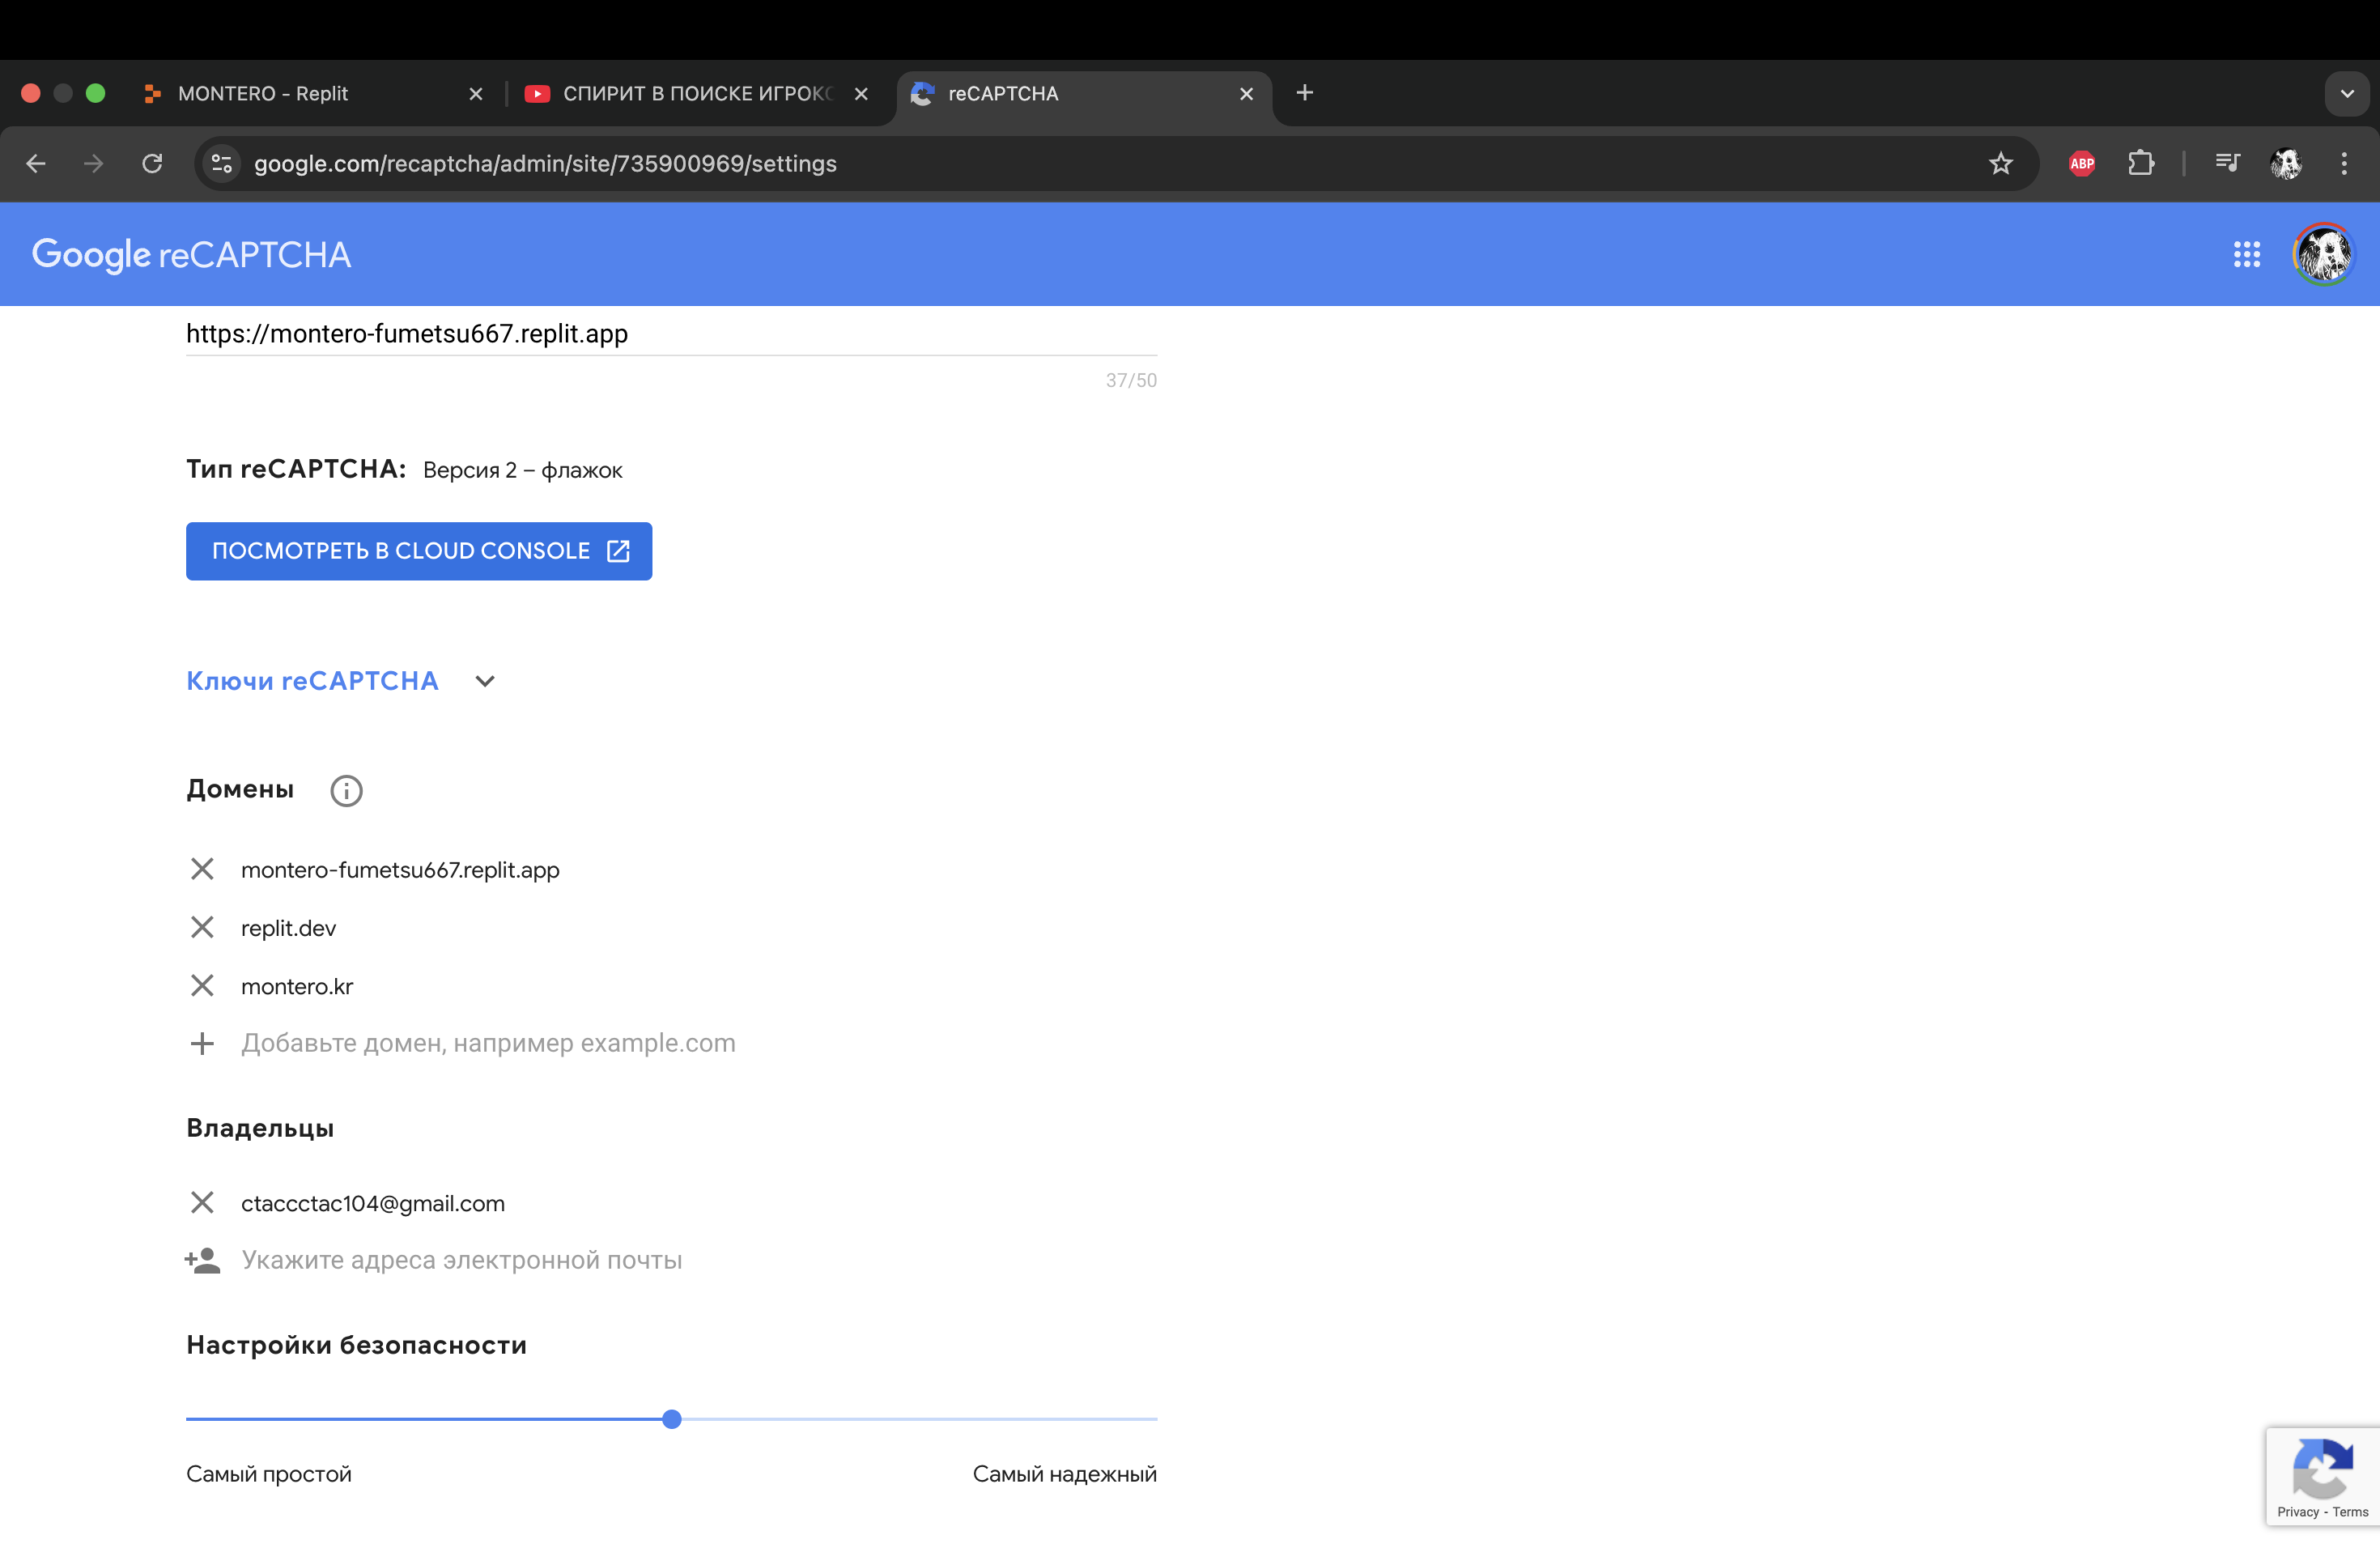 MONTERO - Replit
СПИРИТ В ПОИСКЕ ИГРОКО
reCAPTCHA
google.com/recaptcha/admin/site/735900969/settings
ABP
Google reCAPTCHA
https://montero-fumetsu667.replit.app
37/50
Тип reCAPTCHA: Версия 2 – флажок
ПОСМОТРЕТЬ В CLOUD CONSOLE
Ключи reCAPTCHA
Домены
montero-fumetsu667.replit.app
replit.dev
montero.kr
Добавьте домен, например example.com
Владельцы
ctaccctac104@gmail.com
Укажите адреса электронной почты
Настройки безопасности
Самый простой
Самый надежный
Privacy - Terms